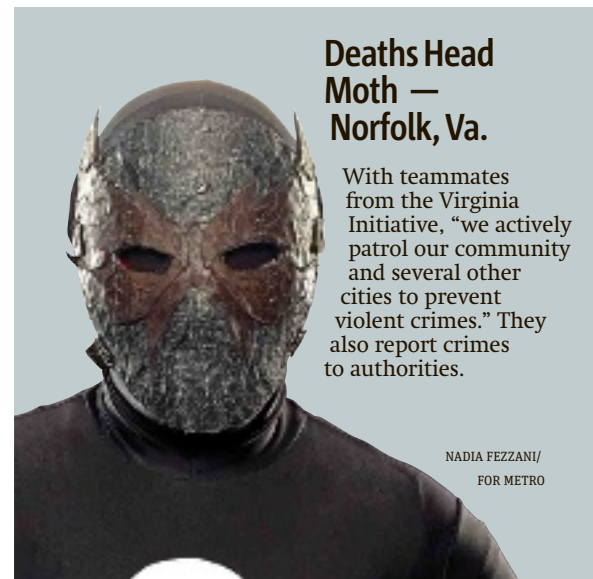 Deaths Head
Moth —
Norfolk, Va.
With teammates
from the Virginia
Initiative, “we actively
patrol our community
and several other
cities to prevent
violent crimes.” They
also report crimes
to authorities.
NADIA FEZZANI/
FOR METRO